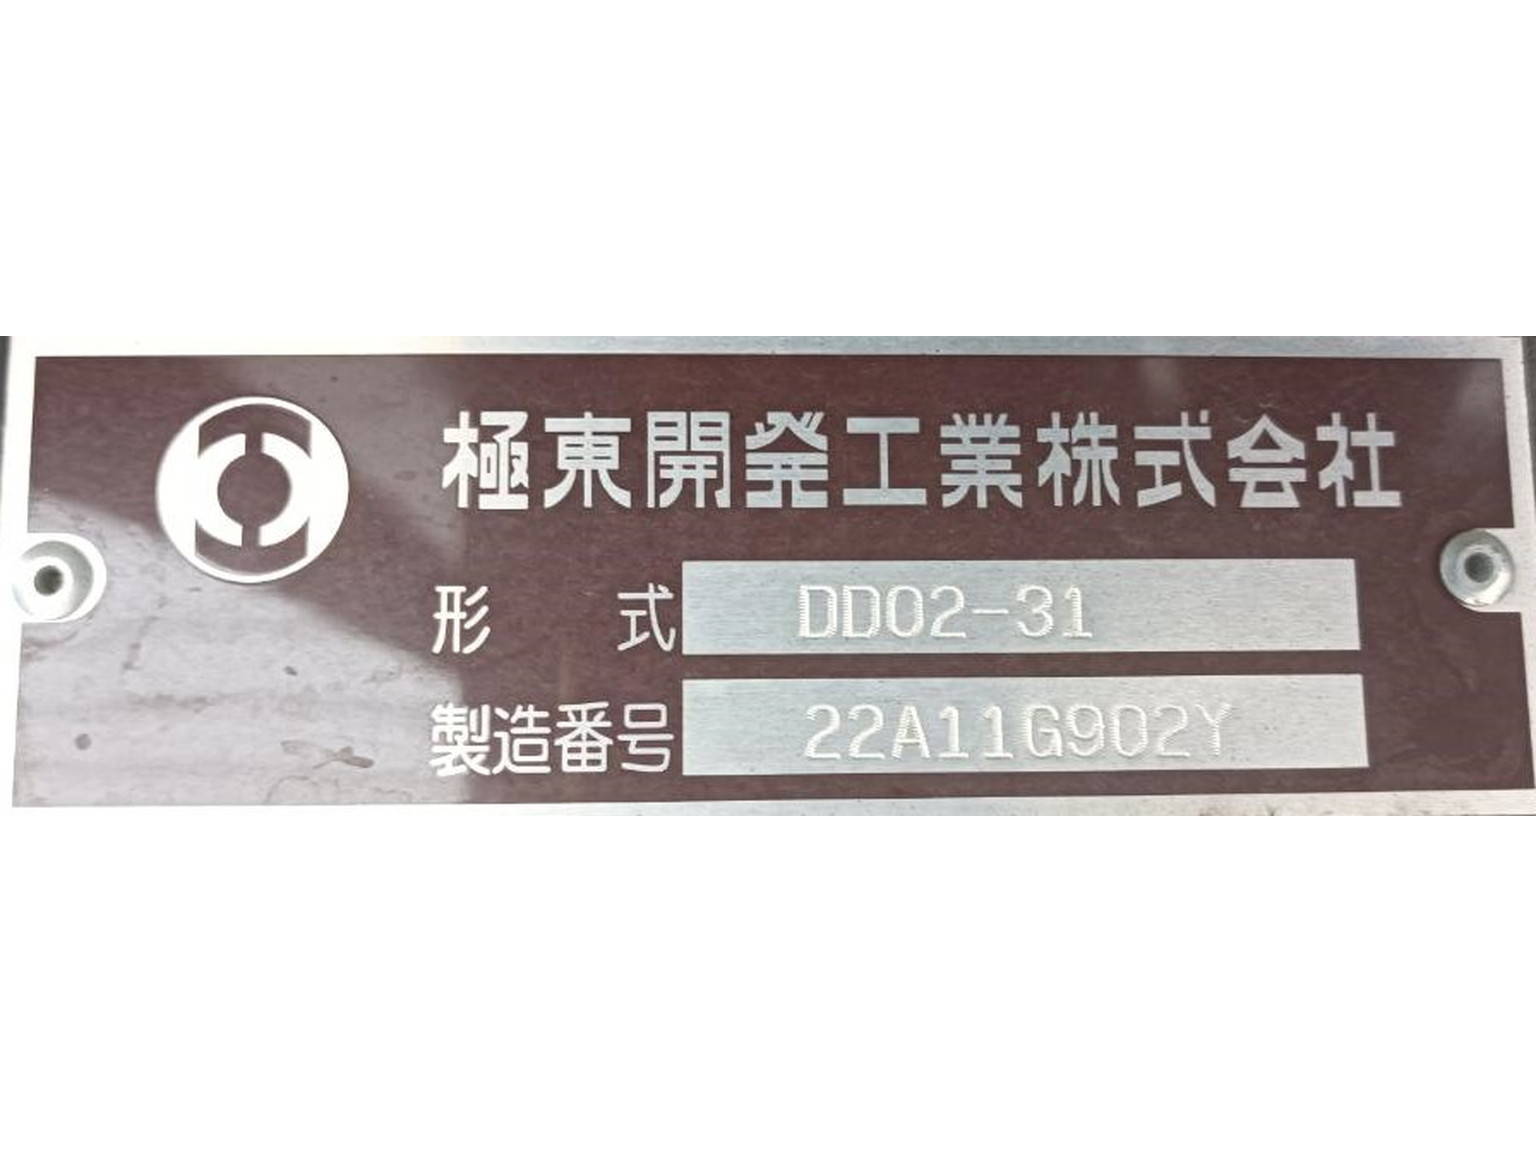 極東開発工業株式会社
形 式 DD02-31
製造番号 22A11G902Y